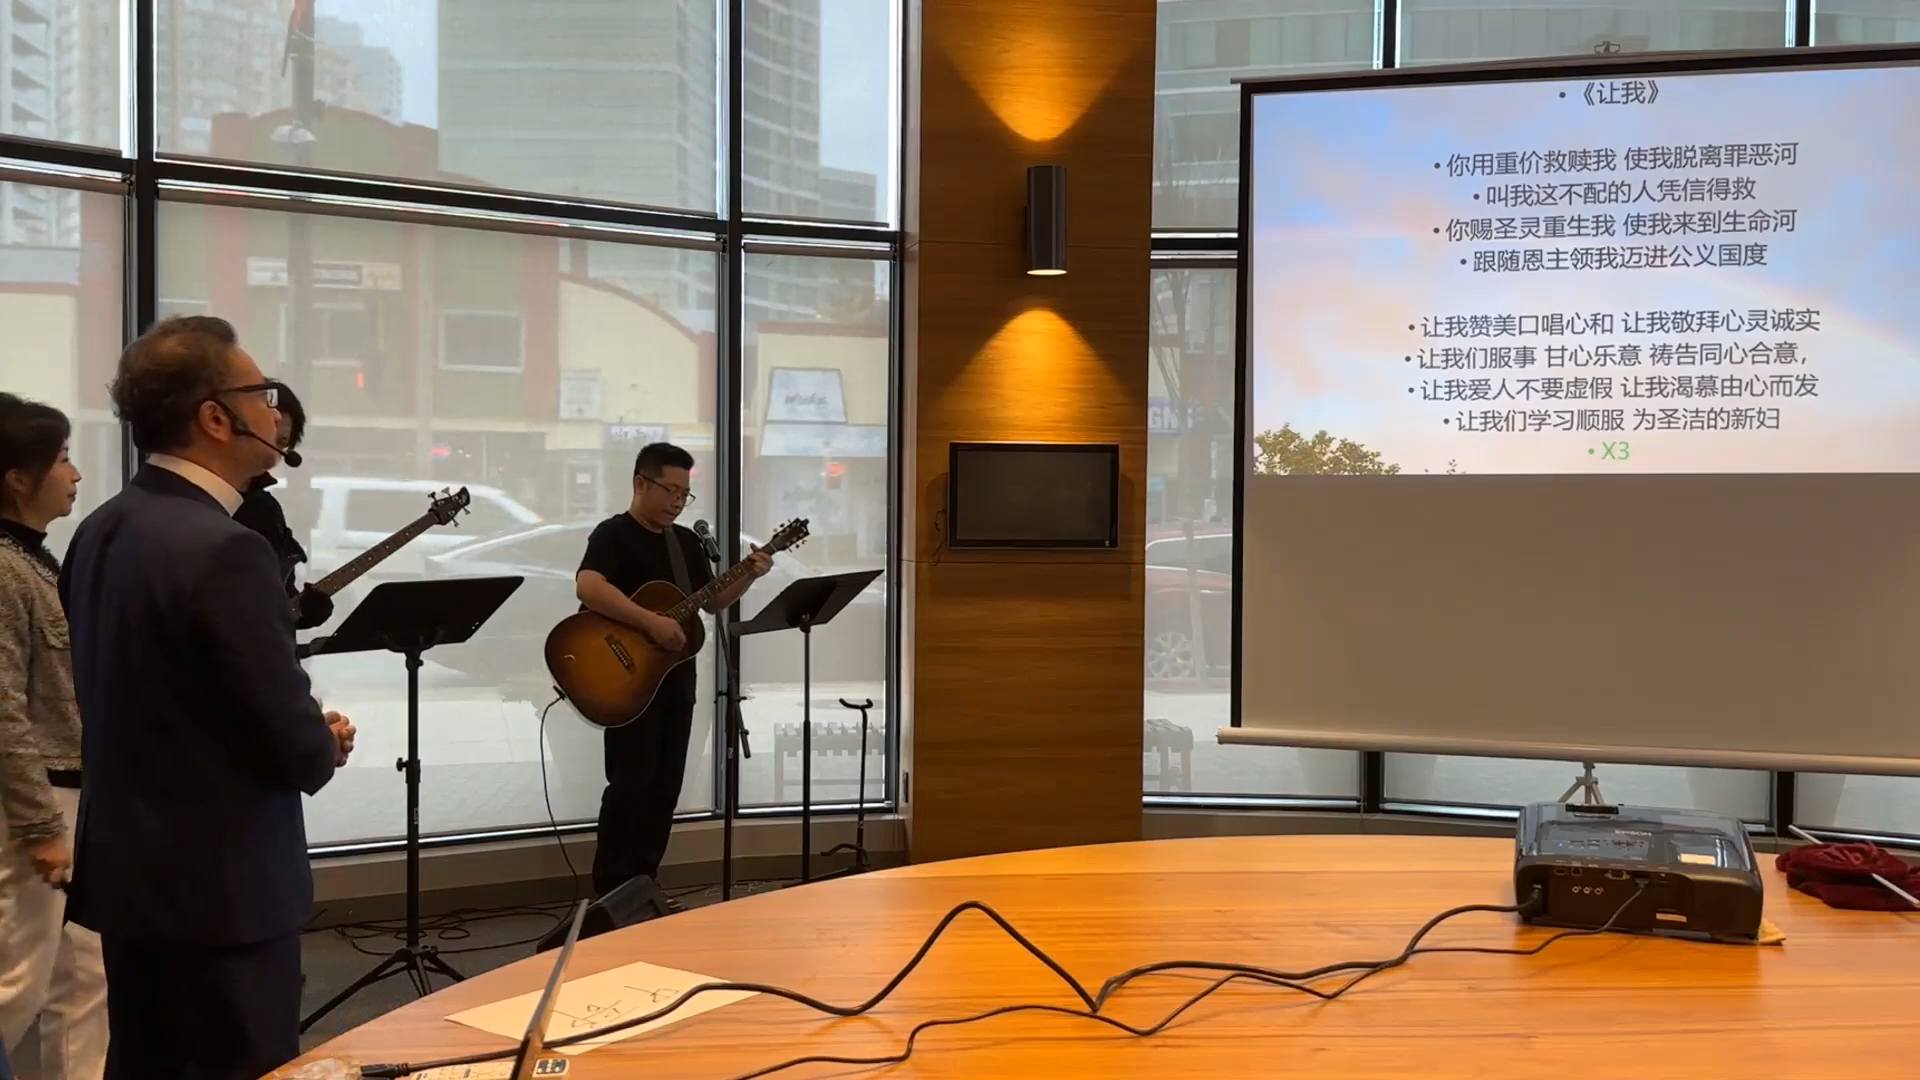 • 《让我》
• 你用重价救赎我 使我脱离罪恶河
• 叫我这不配的人凭信得救
• 你赐圣灵重生我 使我来到生命河
• 跟随恩主领我迈进公义国度
• 让我赞美口唱心和 让我敬拜心灵诚实
• 让我们服事 甘心乐意 祷告同心合意，
• 让我爱人不要虚假 让我渴慕由心而发
• 让我们学习顺服 为圣洁的新妇
• X3
EPSON